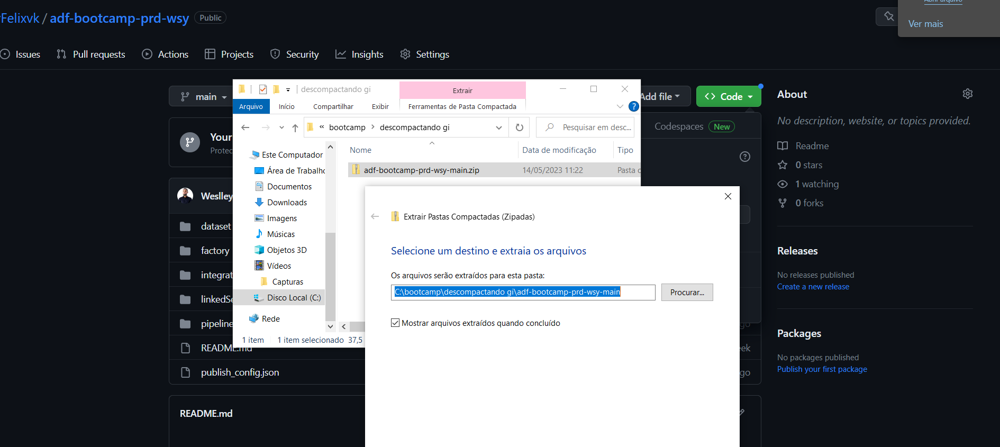 Felixvk / adf-bootcamp-prd-wsy Public
Ver mais
Issues Pull requests Actions Projects Security Insights Settings
main
descompactando gi
Extrair
Arquivo Início Compartilhar Exibir Ferramentas de Pasta Compactada
« bootcamp > descompactando gi
Pesquisar em desc...
Nome Data de modificação Tipo
adf-bootcamp-prd-wsy-main.zip 14/05/2023 11:22 Pasta c
Este Computador
Área de Trabalho
Documentos
Downloads
Imagens
Músicas
Objetos 3D
Vídeos
Capturas
Disco Local (C:)
Rede
1 item 1 item selecionado 37,5
Add file
<> Code
Codespaces New
Your
Protec
Weslley
dataset
factory
integrat
linkedSe
pipeline
README.md
publish_config.json
README.md
Extrair Pastas Compactadas (Zipadas)
Selecione um destino e extraia os arquivos
Os arquivos serão extraídos para esta pasta:
C:\bootcamp\descompactando gi\adf-bootcamp-prd-wsy-main
Procurar...
Mostrar arquivos extraídos quando concluído
go
eek
go
About
No description, website, or topics provided.
Readme
0 stars
1 watching
0 forks
Releases
No releases published
Create a new release
Packages
No packages published
Publish your first package